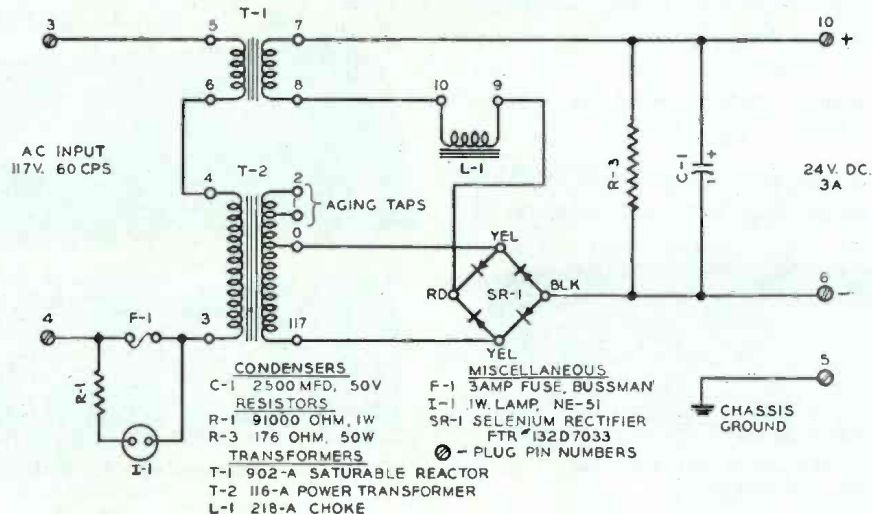 T-1
3
5
7
10
+
6
8
10
9
L-1
AC INPUT
117V. 60 CPS
T-2
4
2
1
0
AGING TAPS
R-3
C-1
+
-
24V. DC.
3A
YEL
RD
SR-1
BLK
YEL
6
-
4
F-1
3
117
R-1
I-1
5
CHASSIS
GROUND
CONDENSERS
C-1 2500 MFD, 50V
RESISTORS
R-1 91000 OHM, 1W
R-3 176 OHM, 50W
TRANSFORMERS
T-1 902-A SATURABLE REACTOR
T-2 116-A POWER TRANSFORMER
L-1 218-A CHOKE
MISCELLANEOUS
F-1 3AMP FUSE, BUSSMAN
I-1 1W. LAMP, NE-51
SR-1 SELENIUM RECTIFIER
FTR #132D7033
- PLUG PIN NUMBERS